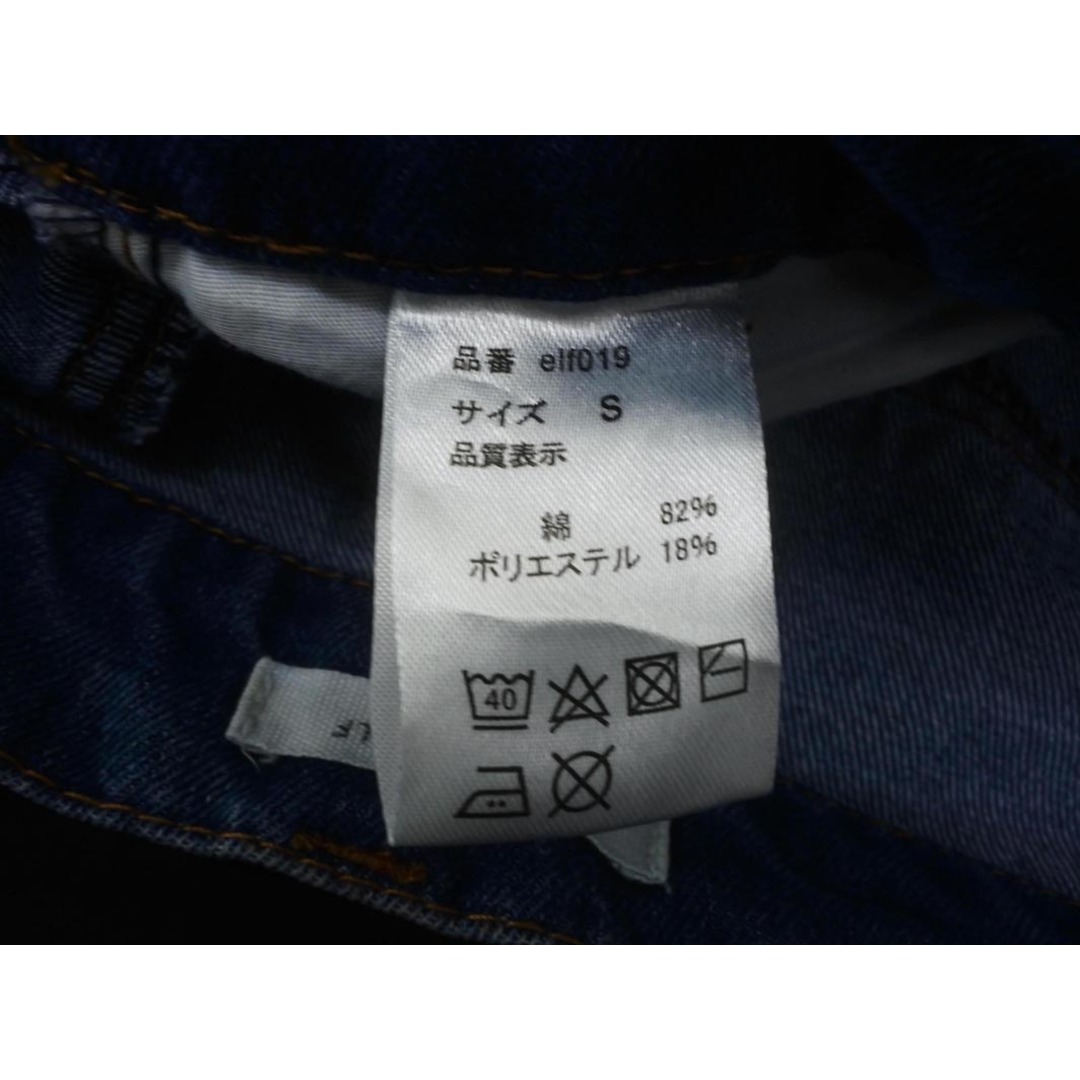 品番 elf019
サイズ S
品質表示
綿 82%
ポリエステル 18%
40
LF